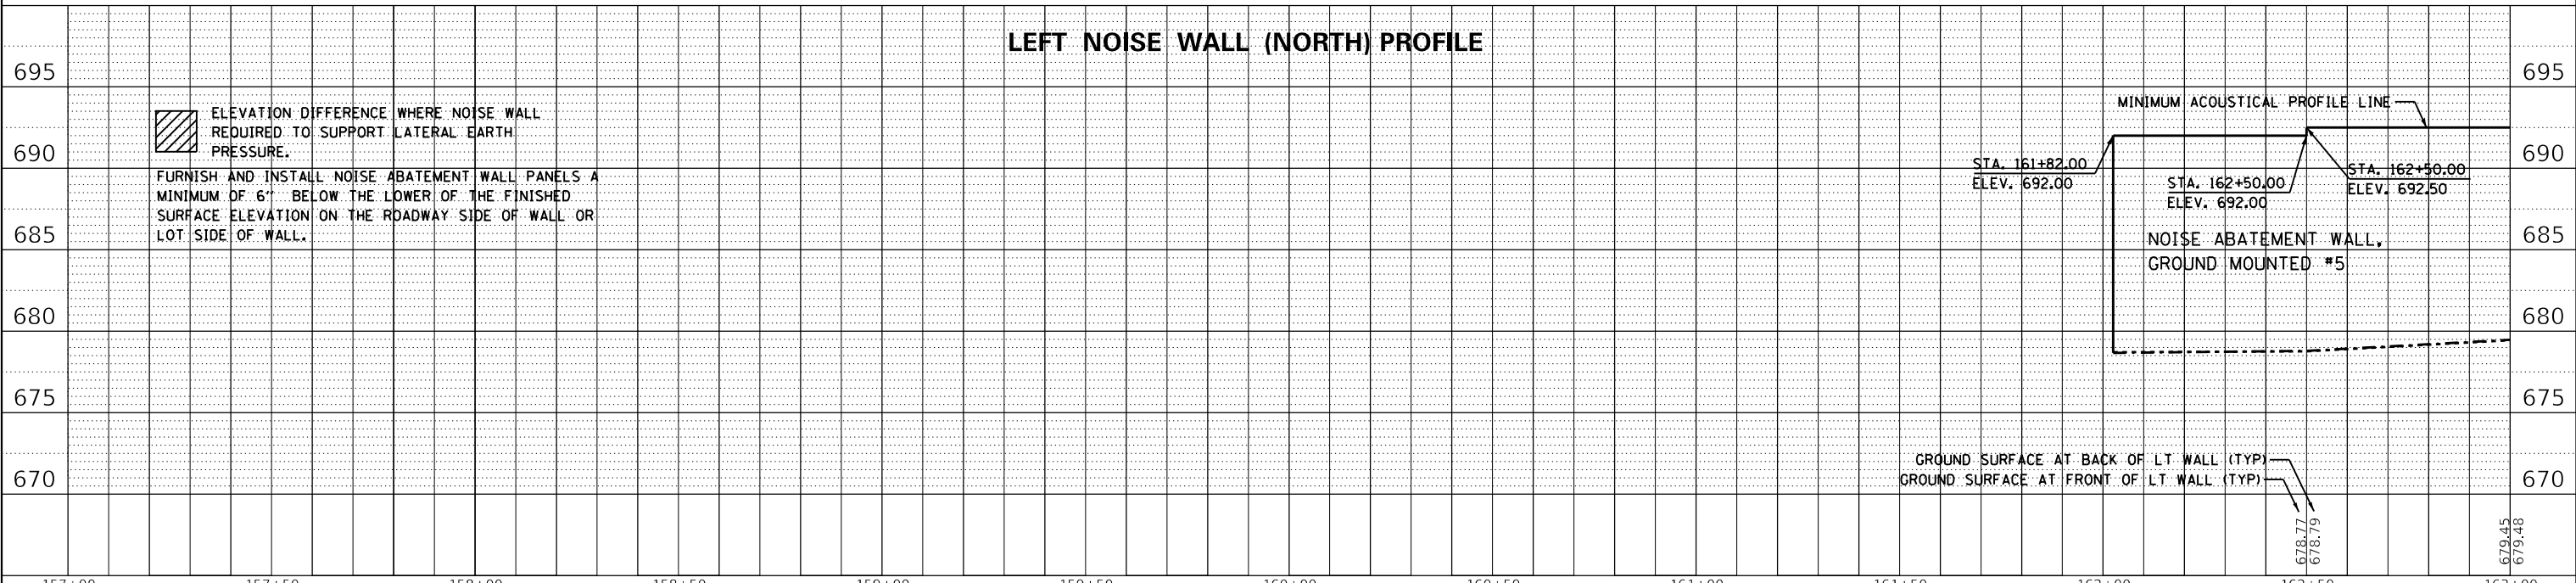 LEFT NOISE WALL (NORTH) PROFILE
695
695
ELEVATION DIFFERENCE WHERE NOISE WALL
REQUIRED TO SUPPORT LATERAL EARTH
PRESSURE.
MINIMUM ACOUSTICAL PROFILE LINE
690
690
FURNISH AND INSTALL NOISE ABATEMENT WALL PANELS A
MINIMUM OF 6" BELOW THE LOWER OF THE FINISHED
SURFACE ELEVATION ON THE ROADWAY SIDE OF WALL OR
LOT SIDE OF WALL.
STA. 161+82.00
ELEV. 692.00
STA. 162+50.00
ELEV. 692.00
STA. 162+50.00
ELEV. 692.50
685
685
NOISE ABATEMENT WALL,
GROUND MOUNTED #5
680
680
675
675
670
670
GROUND SURFACE AT BACK OF LT WALL (TYP)
GROUND SURFACE AT FRONT OF LT WALL (TYP)
678.77
678.79
679.45
679.48